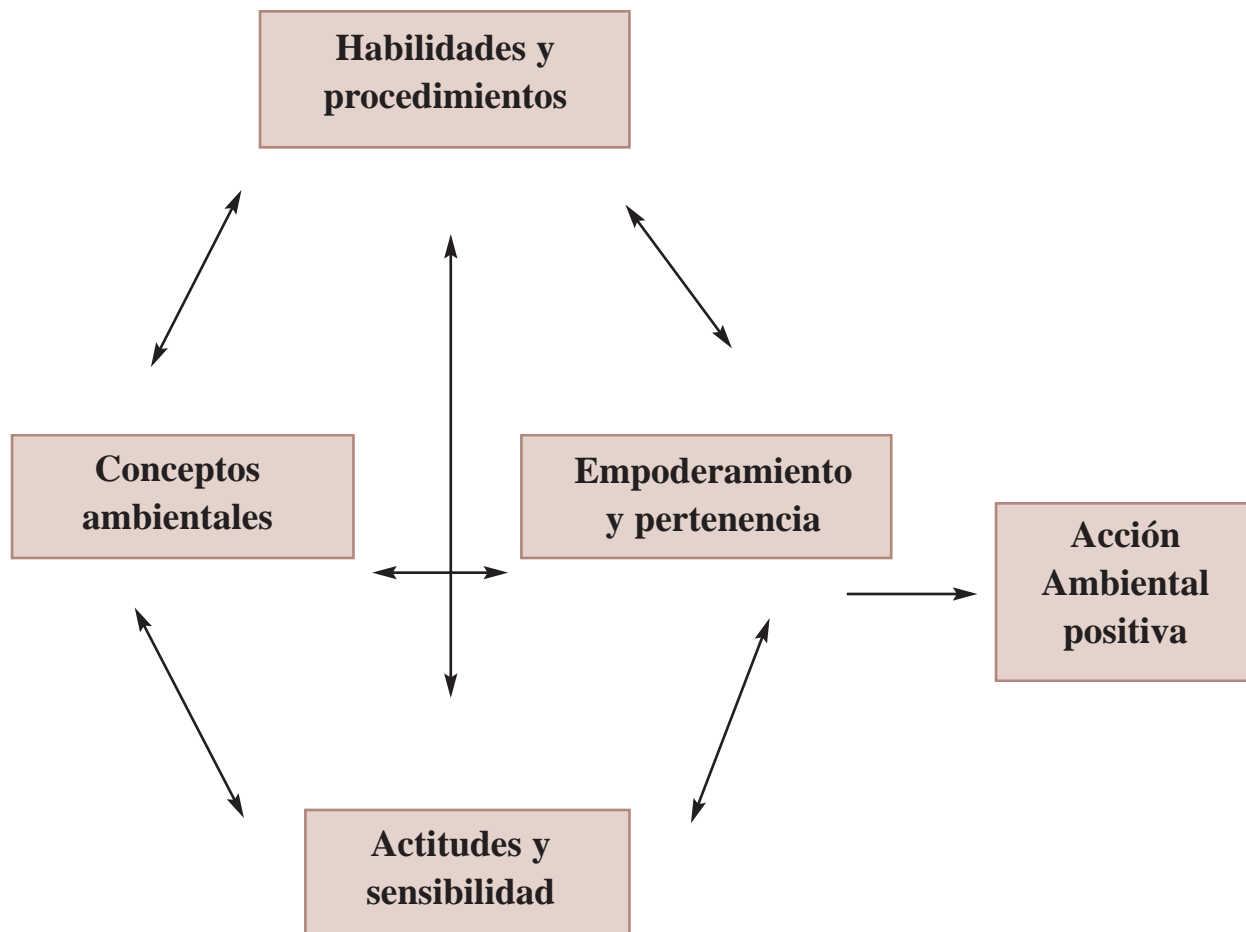 Habilidades y
procedimientos
Conceptos
ambientales
Empoderamiento
y pertenencia
Acción
Ambiental
positiva
Actitudes y
sensibilidad